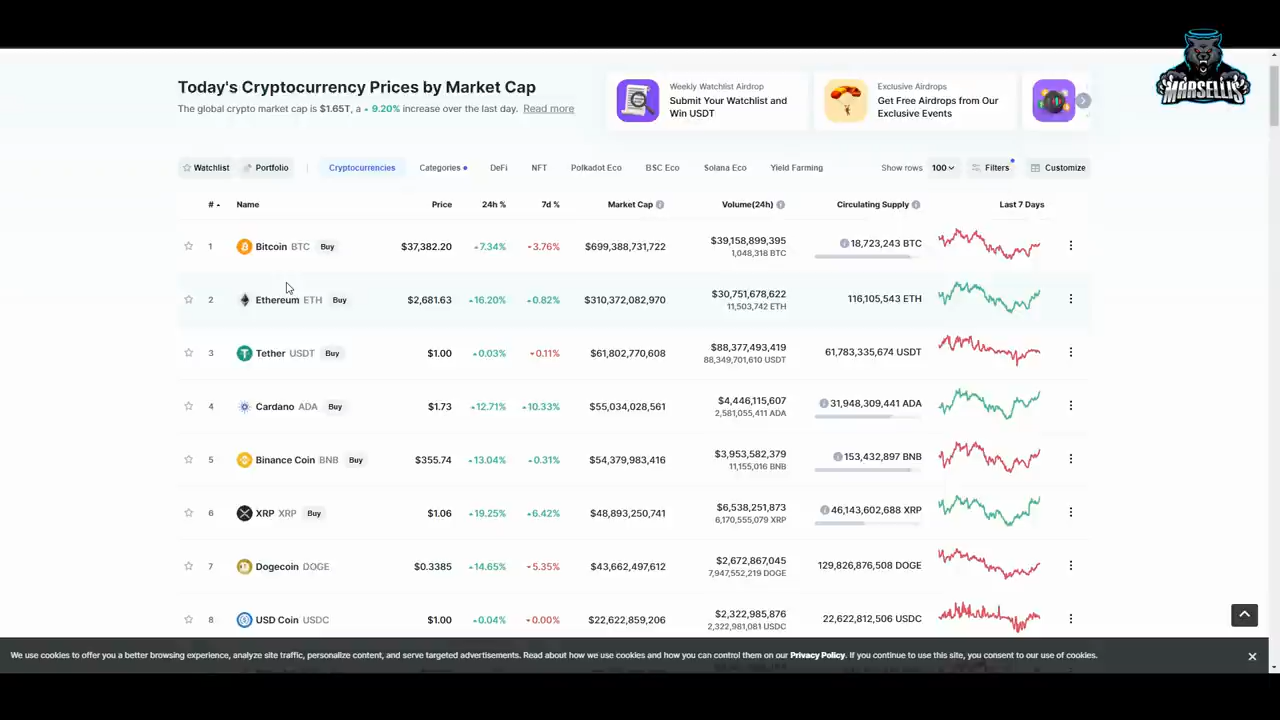 MARSELLIS
Today's Cryptocurrency Prices by Market Cap
The global crypto market cap is $1.65T, a 9.20% increase over the last day. Read more
Weekly Watchlist Airdrop
Submit Your Watchlist and
Win USDT
Exclusive Airdrops
Get Free Airdrops from Our
Exclusive Events
Watchlist Portfolio Cryptocurrencies Categories DeFi NFT Polkadot Eco BSC Eco Solana Eco Yield Farming Show rows 100 Filters Customize
# Name Price 24h % 7d % Market Cap Volume(24h) Circulating Supply Last 7 Days
1 Bitcoin BTC Buy $37,382.20 7.34% 3.76% $699,388,731,722 $39,158,899,395 18,723,243 BTC
1,048,318 BTC
2 Ethereum ETH Buy $2,681.63 16.20% 0.82% $310,372,082,970 $30,751,678,622 116,105,543 ETH
11,503,742 ETH
3 Tether USDT Buy $1.00 0.03% 0.11% $61,802,770,608 $88,377,493,419 61,783,335,674 USDT
88,349,701,610 USDT
4 Cardano ADA Buy $1.73 12.71% 10.33% $55,034,028,561 $4,446,115,607 31,948,309,441 ADA
2,581,055,411 ADA
5 Binance Coin BNB Buy $355.74 13.04% 0.31% $54,379,983,416 $3,953,582,379 153,432,897 BNB
11,155,016 BNB
6 XRP XRP Buy $1.06 19.25% 6.42% $48,893,250,741 $6,538,251,873 46,143,602,688 XRP
6,170,555,079 XRP
7 Dogecoin DOGE $0.3385 14.65% 5.35% $43,662,497,612 $2,672,867,045 129,826,876,508 DOGE
7,947,552,219 DOGE
8 USD Coin USDC $1.00 0.04% 0.00% $22,622,859,206 $2,322,985,876 22,622,812,506 USDC
2,322,981,081 USDC
We use cookies to offer you a better browsing experience, analyze site traffic, personalize content, and serve targeted advertisements. Read about how we use cookies and how you can control them on our Privacy Policy. If you continue to use this site, you consent to our use of cookies.